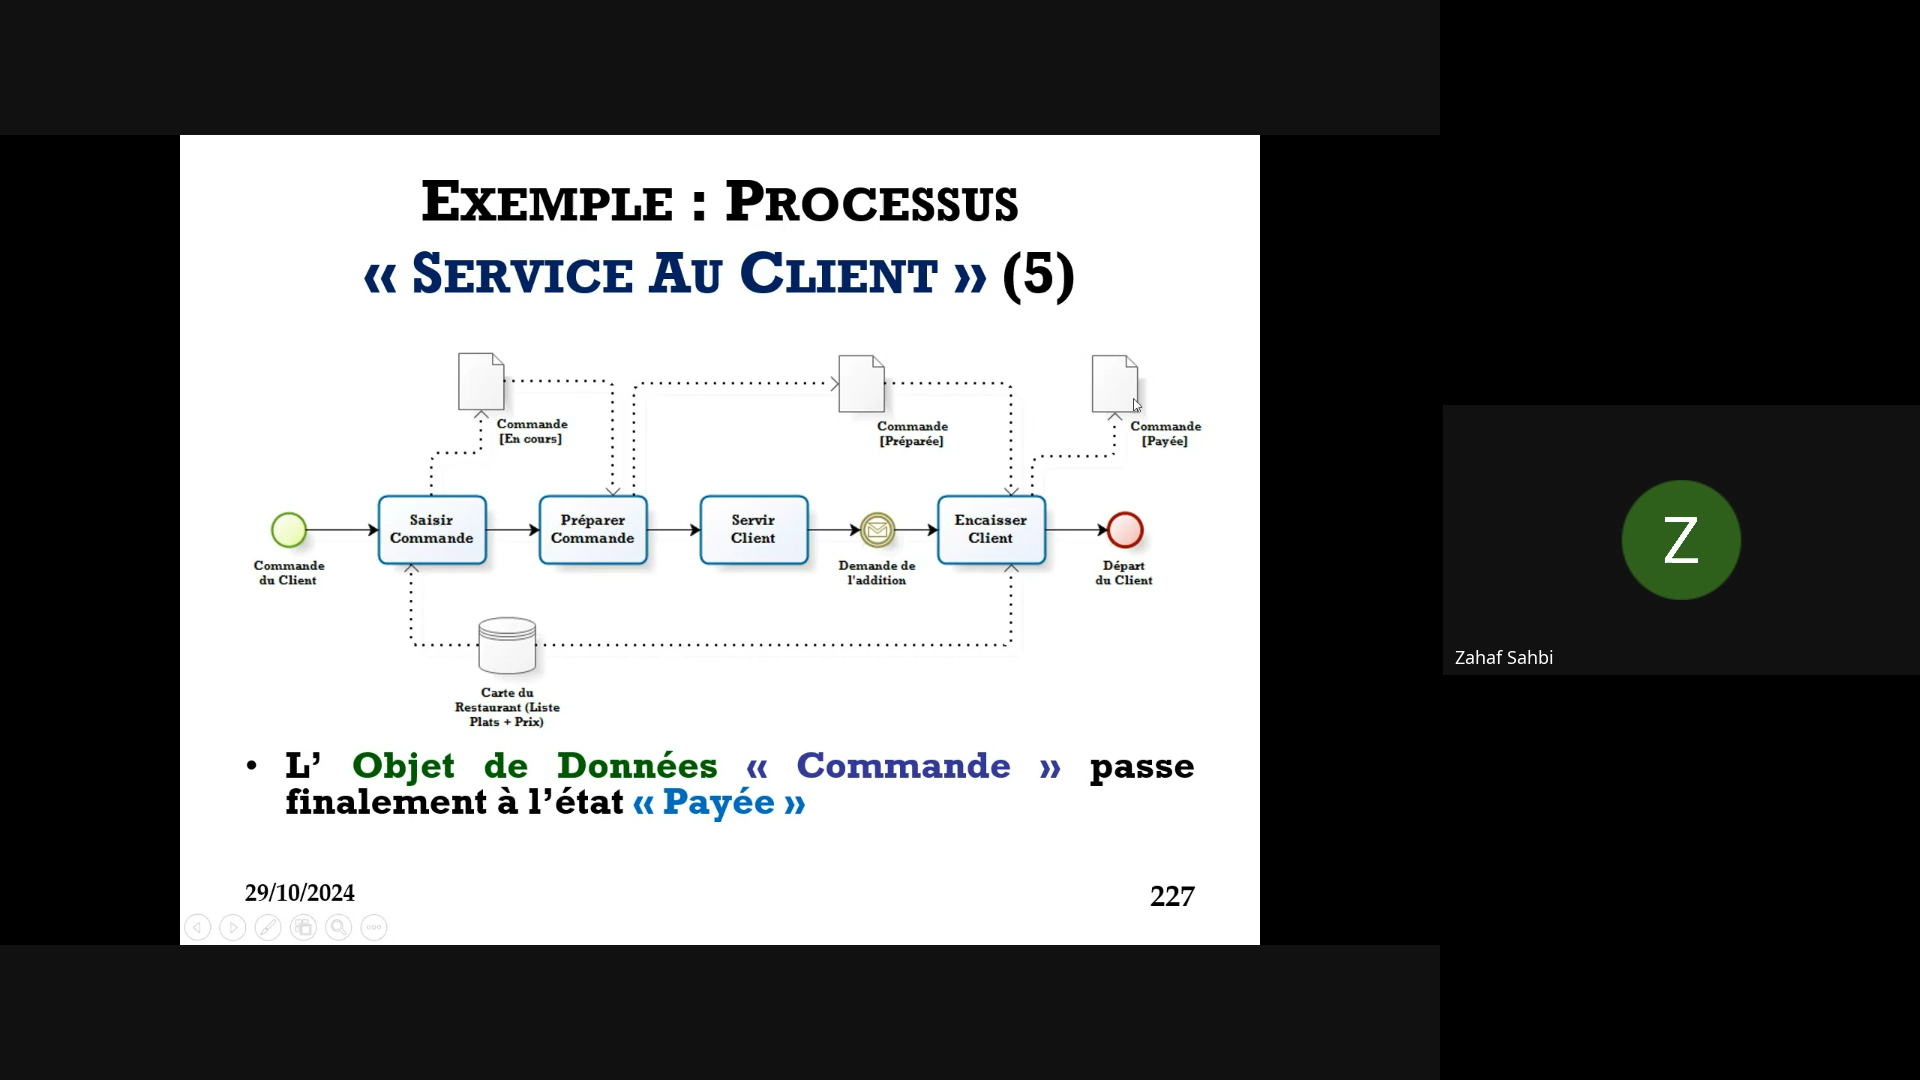 EXEMPLE : PROCESSUS
« SERVICE AU CLIENT » (5)
Commande
[En cours]
Commande
[Préparée]
Commande
[Payée]
Saisir
Commande
Préparer
Commande
Servir
Client
Encaisser
Client
Commande
du Client
Demande de
l'addition
Départ
du Client
Carte du
Restaurant (Liste
Plats + Prix)
• L’ Objet de Données « Commande » passe
finalement à l’état « Payée »
29/10/2024
227
Z
Zahaf Sahbi